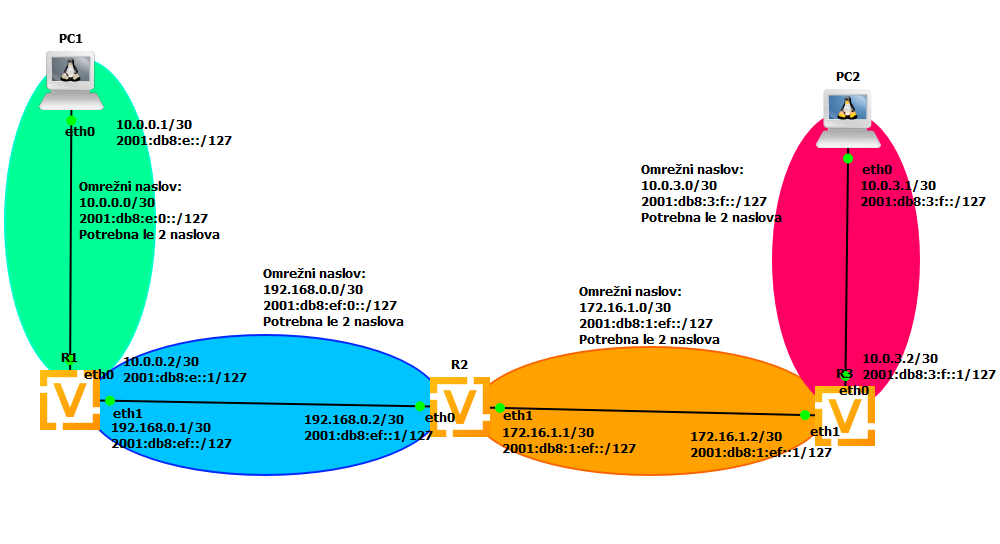 PC1
eth0
10.0.0.1/30
2001:db8:e::/127
Omrežni naslov:
10.0.0.0/30
2001:db8:e:0::/127
Potrebna le 2 naslova
PC2
eth0
10.0.3.1/30
2001:db8:3:f::/127
Omrežni naslov:
10.0.3.0/30
2001:db8:3:f::/127
Potrebna le 2 naslova
Omrežni naslov:
192.168.0.0/30
2001:db8:ef:0::/127
Potrebna le 2 naslova
Omrežni naslov:
172.16.1.0/30
2001:db8:1:ef::/127
Potrebna le 2 naslova
R1
eth0
10.0.0.2/30
2001:db8:e::1/127
V
eth1
192.168.0.1/30
2001:db8:ef::/127
R2
V
192.168.0.2/30
eth0
2001:db8:ef::1/127
eth1
172.16.1.1/30
2001:db8:1:ef::/127
10.0.3.2/30
R3
2001:db8:3:f::1/127
eth0
V
eth1
172.16.1.2/30
2001:db8:1:ef::1/127